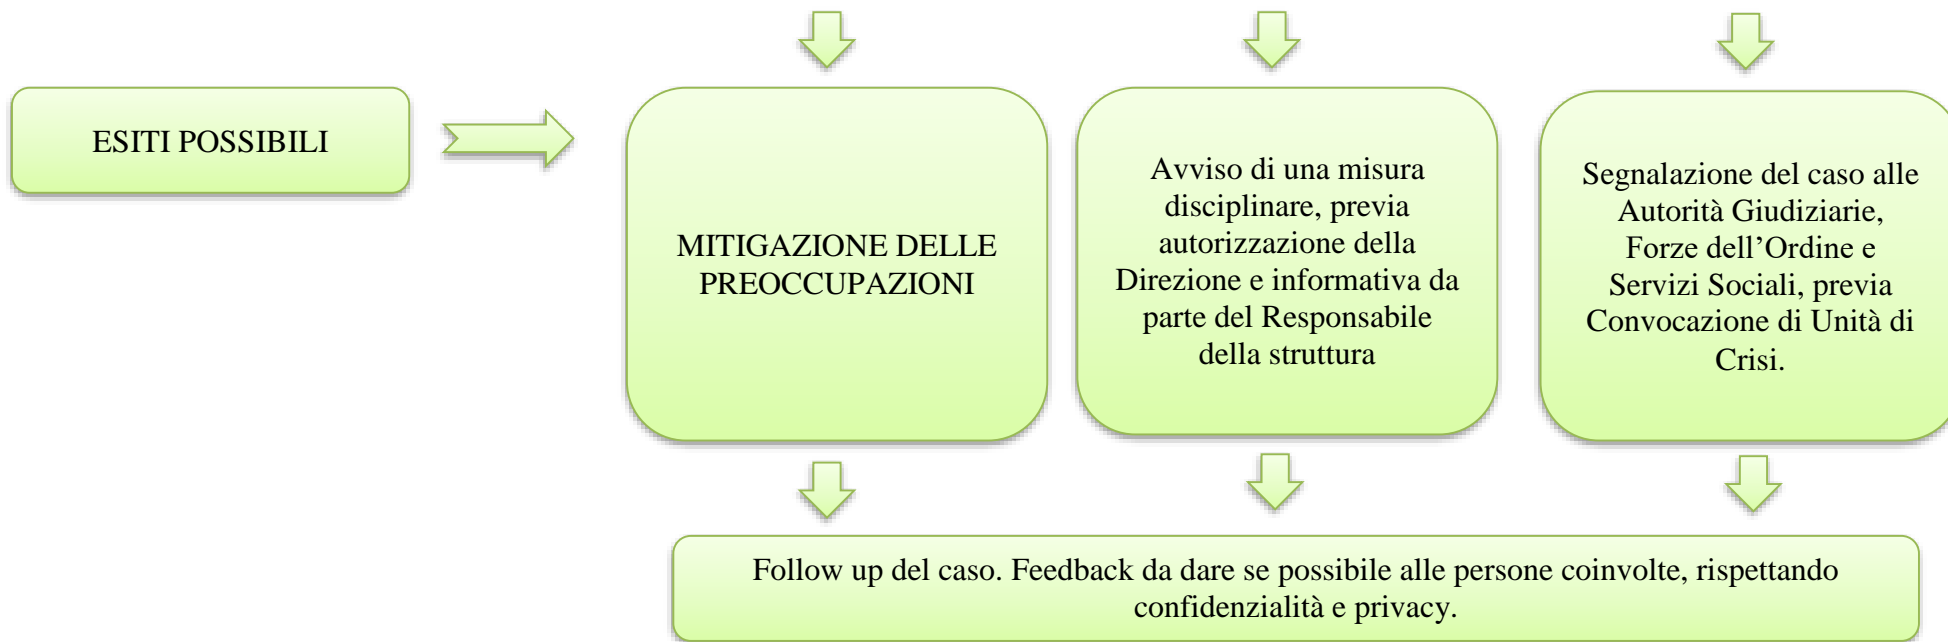 ESITI POSSIBILI
MITIGAZIONE DELLE
PREOCCUPAZIONI
Avviso di una misura
disciplinare, previa
autorizzazione della
Direzione e informativa da
parte del Responsabile
della struttura
Segnalazione del caso alle
Autorità Giudiziarie,
Forze dell’Ordine e
Servizi Sociali, previa
Convocazione di Unità di
Crisi.
Follow up del caso. Feedback da dare se possibile alle persone coinvolte, rispettando
confidenzialità e privacy.